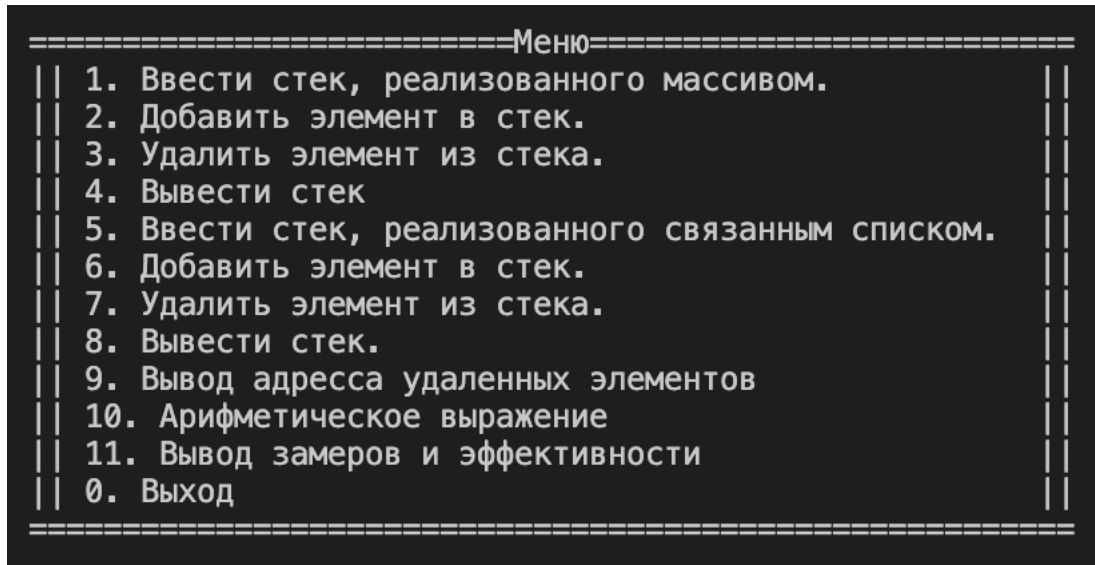 ==========================Меню==========================
|| 1. Ввести стек, реализованного массивом. ||
|| 2. Добавить элемент в стек. ||
|| 3. Удалить элемент из стека. ||
|| 4. Вывести стек ||
|| 5. Ввести стек, реализованного связанным списком. ||
|| 6. Добавить элемент в стек. ||
|| 7. Удалить элемент из стека. ||
|| 8. Вывести стек. ||
|| 9. Вывод адресса удаленных элементов ||
|| 10. Арифметическое выражение ||
|| 11. Вывод замеров и эффективности ||
|| 0. Выход ||
========================================================